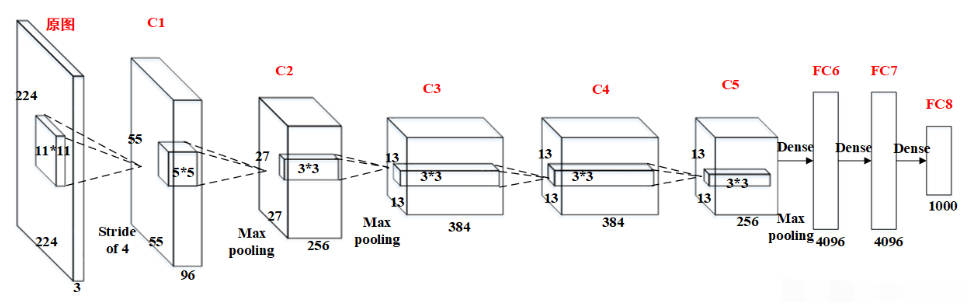 原图
C1
C2
C3
C4
C5
FC6
FC7
FC8
224
11*11
224
3
55
5*5
Stride
of 4
55
96
27
3*3
27
Max
pooling
256
13
3*3
13
Max
pooling
384
13
3*3
13
384
13
3*3
13
256
Dense
Max
pooling
4096
Dense
4096
Dense
1000